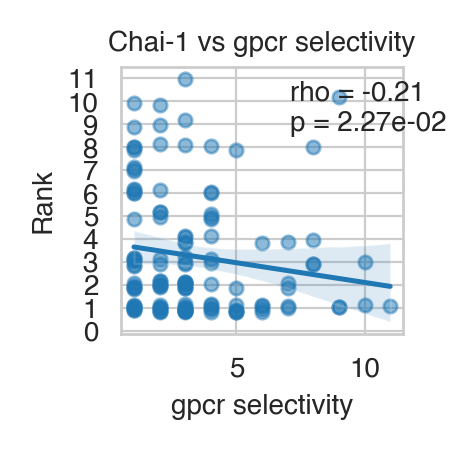 Chai-1 vs gpcr selectivity
rho = -0.21
p = 2.27e-02
Rank
11
10
9
8
7
6
5
4
3
2
1
0
5
10
gpcr selectivity